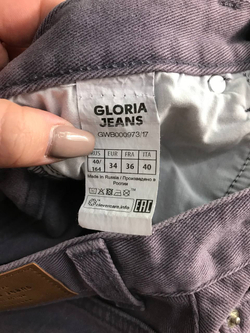 GLORIA
JEANS
GWB000973/17
RUS EUR FRA ITA
40/164 34 36 40
Made in Russia / Произведено в
России
EAC